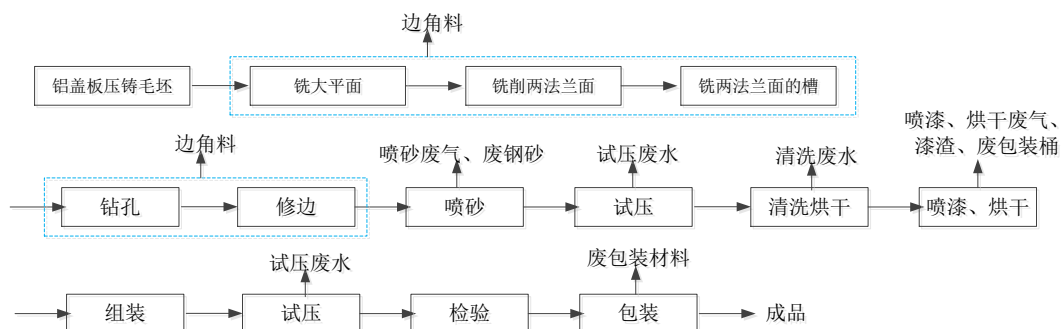 边角料
铝盖板压铸毛坯
铣大平面
铣削两法兰面
铣两法兰面的槽
边角料
喷砂废气、废钢砂
试压废水
清洗废水
喷漆、烘干废气、
漆渣、废包装桶
钻孔
修边
喷砂
试压
清洗烘干
喷漆、烘干
试压废水
废包装材料
组装
试压
检验
包装
成品